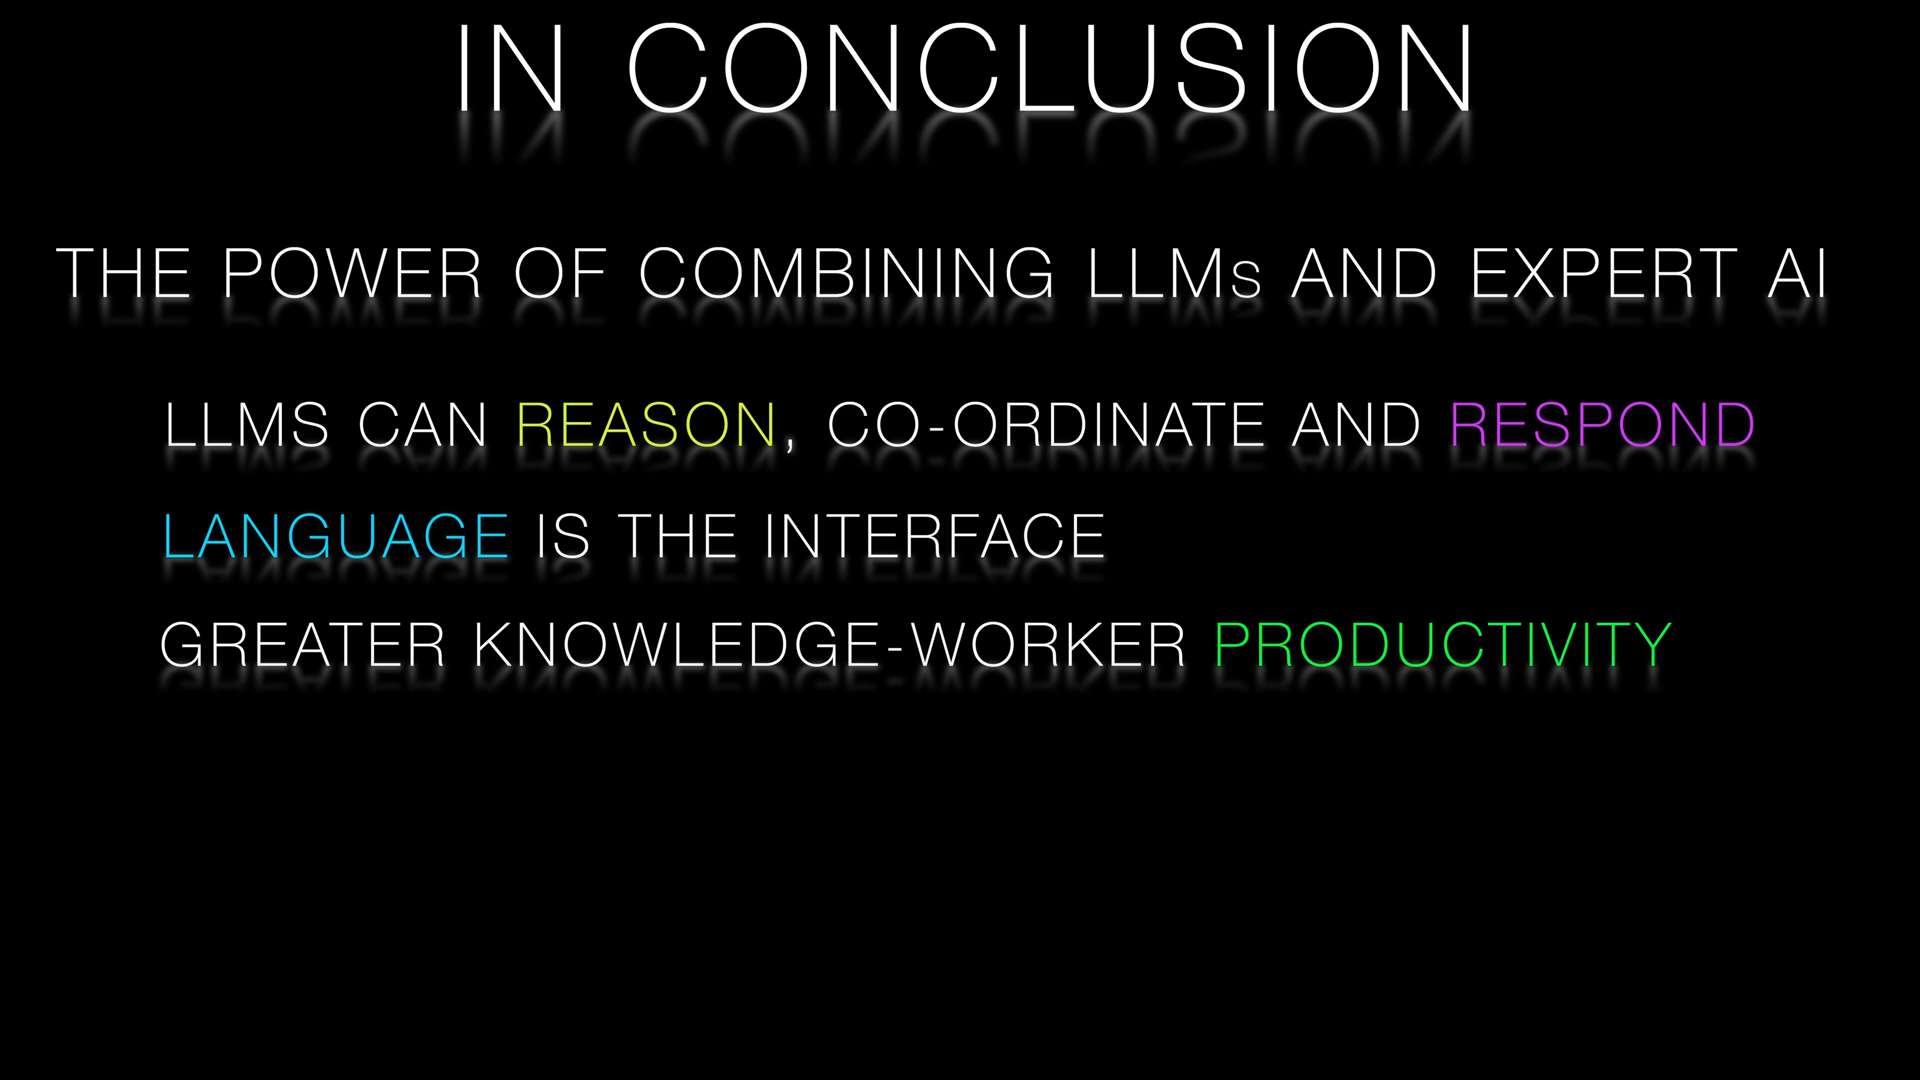 IN CONCLUSION
THE POWER OF COMBINING LLMs AND EXPERT AI
LLMS CAN REASON, CO-ORDINATE AND RESPOND
LANGUAGE IS THE INTERFACE
GREATER KNOWLEDGE-WORKER PRODUCTIVITY